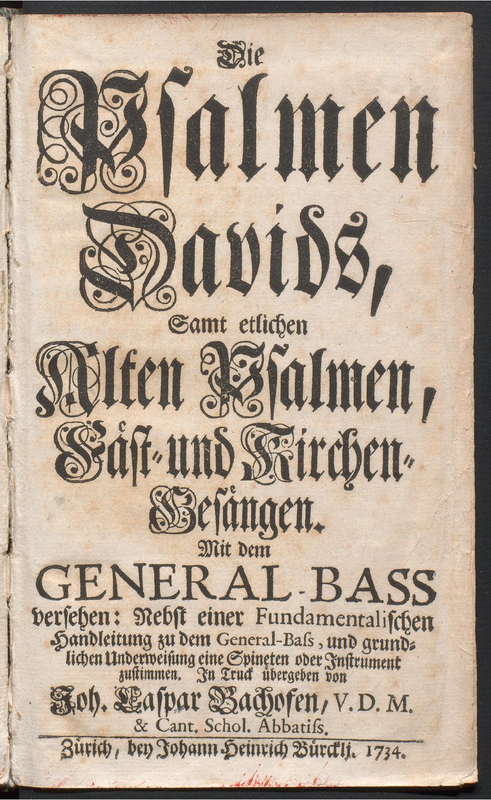 Die
Psalmen
Davids,
Samt etlichen
Alten Psalmen,
Fäst- und Kirchen-
Gesängen.
Mit dem
GENERAL-BASS
versehen: Nebst einer Fundamentalischen
Handleitung zu dem General-Bass, und grund-
lichen Underweisung eine Spineten oder Instrument
zustimmen. In Truck übergeben von
Joh. Caspar Bachofen, V. D. M.
& Cant. Schol. Abbatiss.
Zürich, bey Johann Heinrich Bürcklj. 1734.